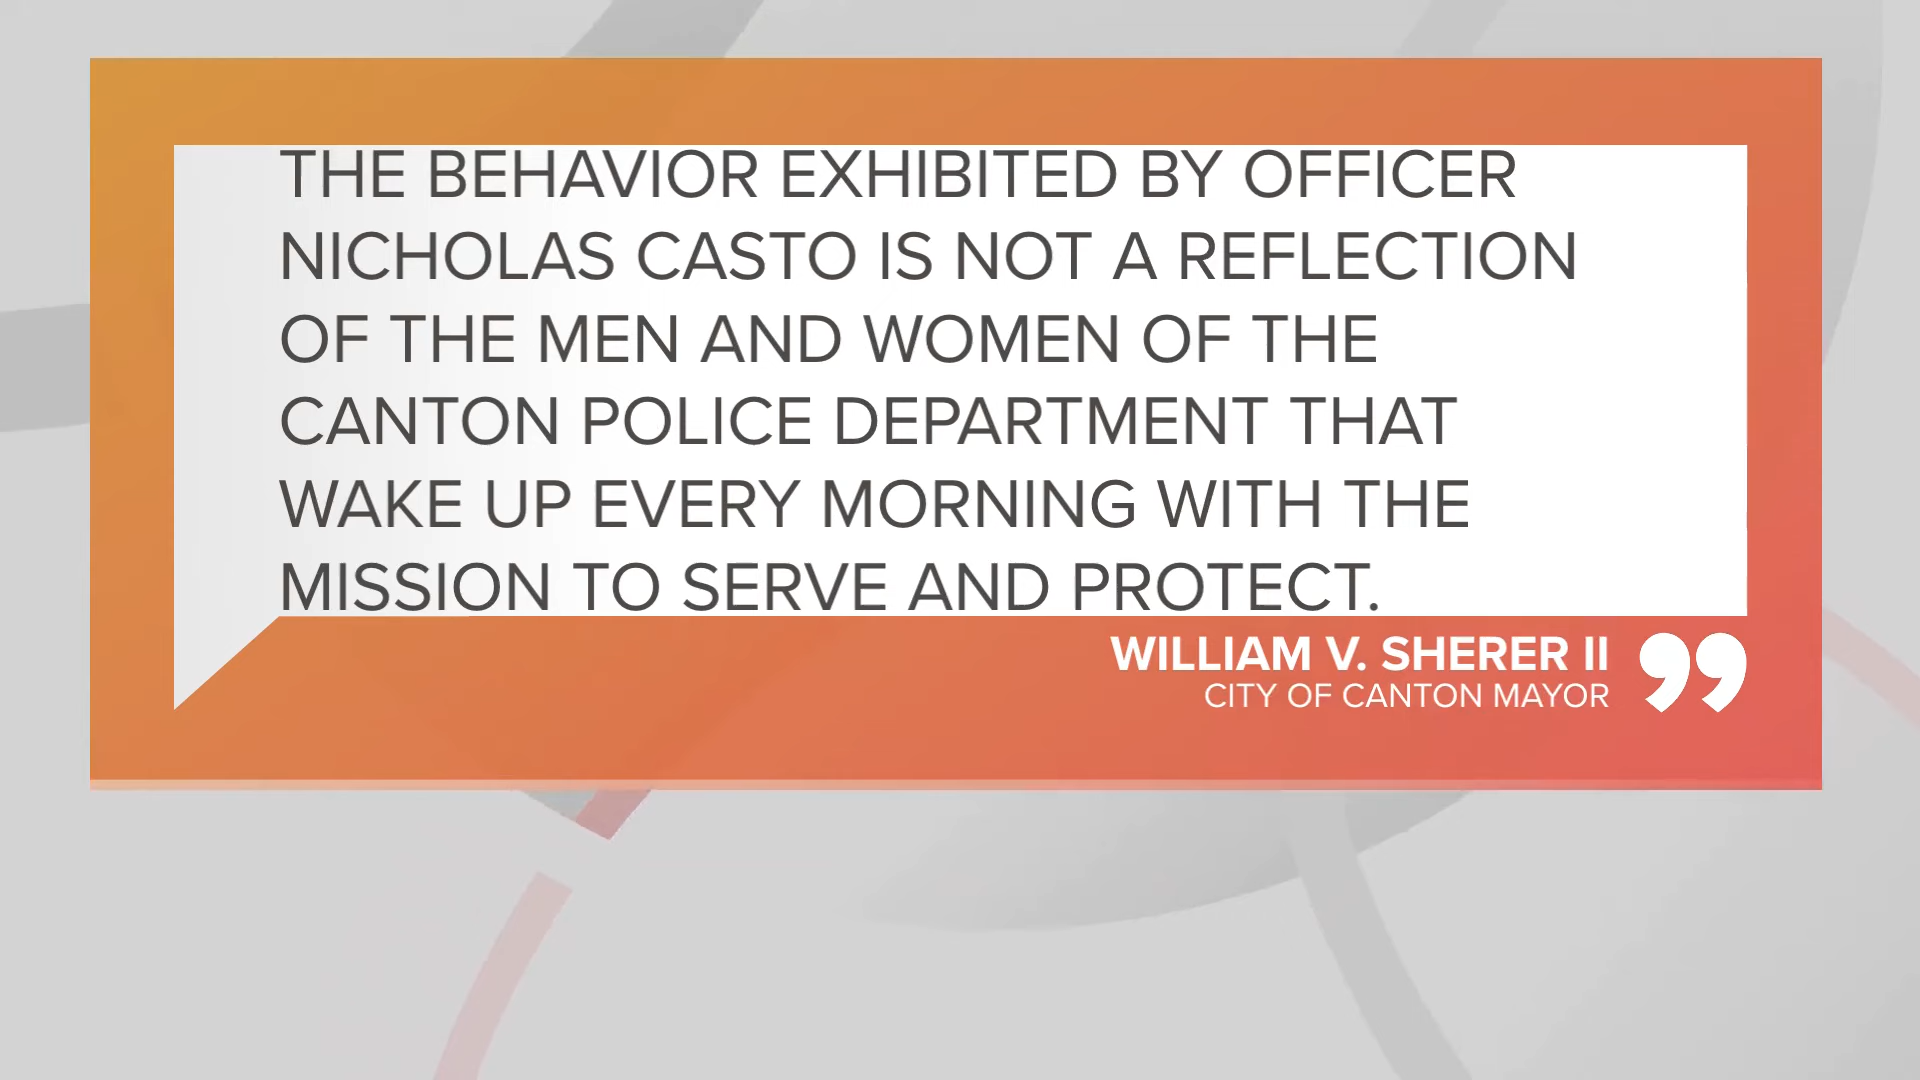 THE BEHAVIOR EXHIBITED BY OFFICER
NICHOLAS CASTO IS NOT A REFLECTION
OF THE MEN AND WOMEN OF THE
CANTON POLICE DEPARTMENT THAT
WAKE UP EVERY MORNING WITH THE
MISSION TO SERVE AND PROTECT.
WILLIAM V. SHERER II
CITY OF CANTON MAYOR
”